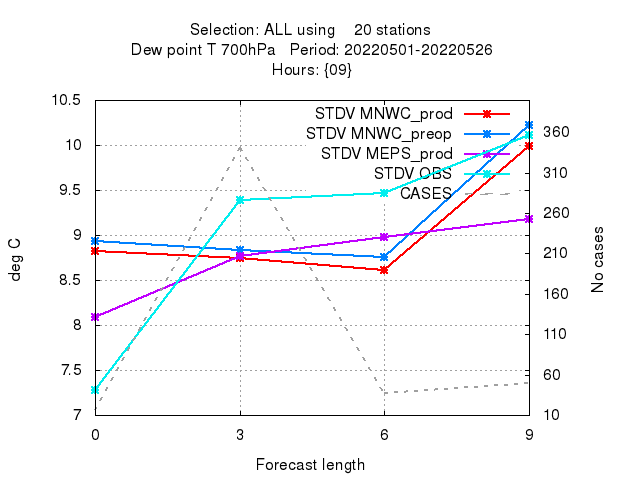 Selection: ALL using    20 stations
Dew point T 700hPa   Period: 20220501-20220526
Hours: {09}
STDV MNWC_prod
STDV MNWC_preop
STDV MEPS_prod
STDV OBS
CASES
10.5
10
9.5
9
8.5
8
7.5
7
deg C
360
310
260
210
160
110
60
10
No cases
0 3 6 9
Forecast length